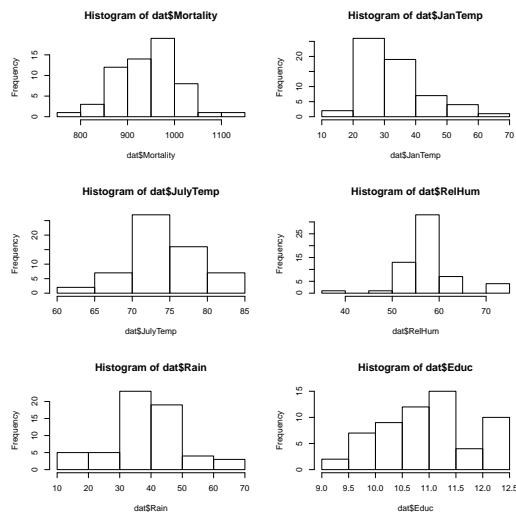 Histogram of dat$Mortality
Frequency
0 5 10 15
800 900 1000 1100
dat$Mortality
Histogram of dat$JanTemp
Frequency
0 5 10 20
10 20 30 40 50 60 70
dat$JanTemp
Histogram of dat$JulyTemp
Frequency
0 5 10 20
60 65 70 75 80 85
dat$JulyTemp
Histogram of dat$RelHum
Frequency
0 5 15 25
40 50 60 70
dat$RelHum
Histogram of dat$Rain
Frequency
0 5 10 15 20
10 20 30 40 50 60 70
dat$Rain
Histogram of dat$Educ
Frequency
0 5 10 15
9.0 9.5 10.0 10.5 11.0 11.5 12.0 12.5
dat$Educ